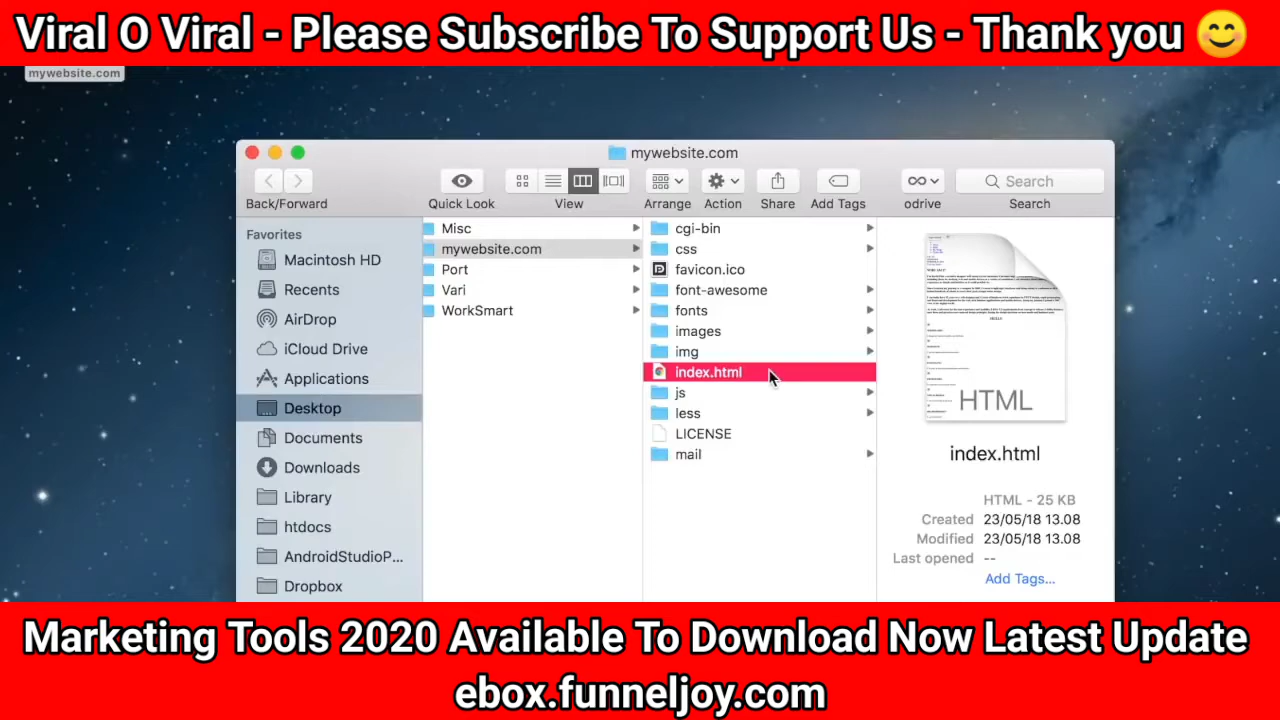 Viral O Viral - Please Subscribe To Support Us - Thank you 😊
mywebsite.com
mywebsite.com
Back/Forward
Quick Look
View
Arrange
Action
Share
Add Tags
odrive
Search
Search
Favorites
Macintosh HD
Recents
AirDrop
iCloud Drive
Applications
Desktop
Documents
Downloads
Library
htdocs
AndroidStudioP...
Dropbox
Misc
mywebsite.com
Port
Vari
WorkSmart
cgi-bin
css
favicon.ico
font-awesome
fonts
images
img
index.html
js
less
LICENSE
mail
HTML
index.html
HTML - 25 KB
Created 23/05/18 13.08
Modified 23/05/18 13.08
Last opened --
Add Tags...
Marketing Tools 2020 Available To Download Now Latest Update
ebox.funneljoy.com